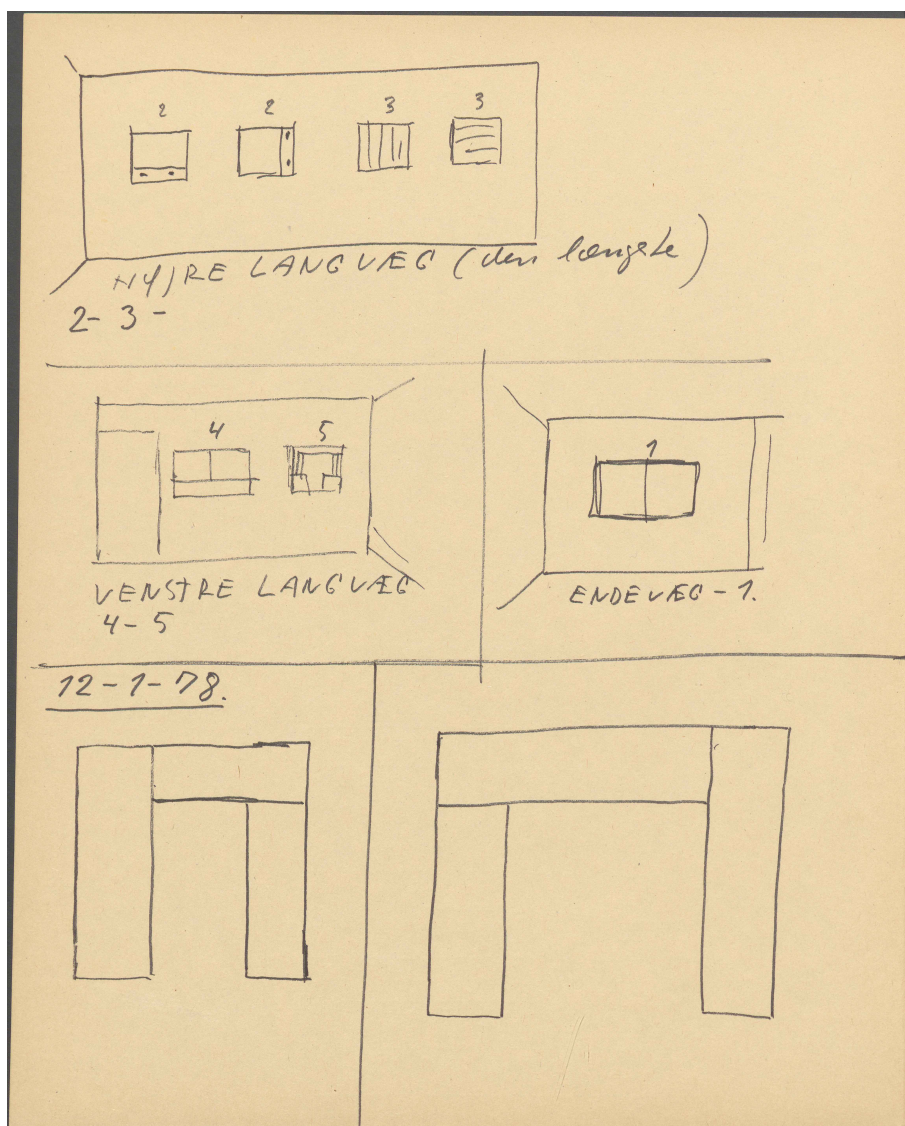 2 2 3 3
HØJRE LANGVÆG (den længste)
2- 3 -
4 5
VENSTRE LANGVÆG
4- 5
1
ENDEVÆG - 1.
12-1-78.